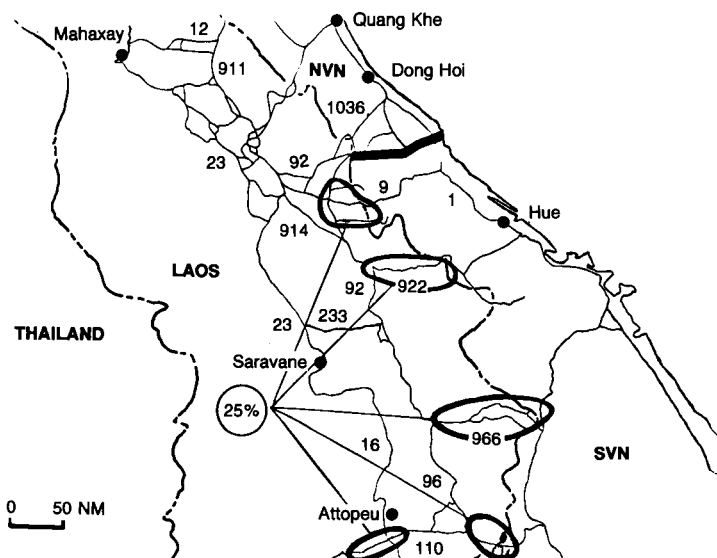 12
Quang Khe
Mahaxay
911
NVN
Dong Hoi
1036
23
92
9
1
Hue
914
LAOS
92
922
THAILAND
23
233
Saravane
25%
966
16
SVN
96
0 50 NM
Attopeu
110